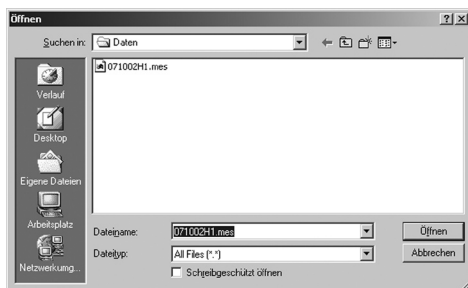 Öffnen
Suchen in: Daten
071002H1.mes
Verlauf
Desktop
Eigene Dateien
Arbeitsplatz
Netzwerkumg...
Dateiname: 071002H1.mes Öffnen
Dateityp: All Files (*.*) Abbrechen
Schreibgeschützt öffnen